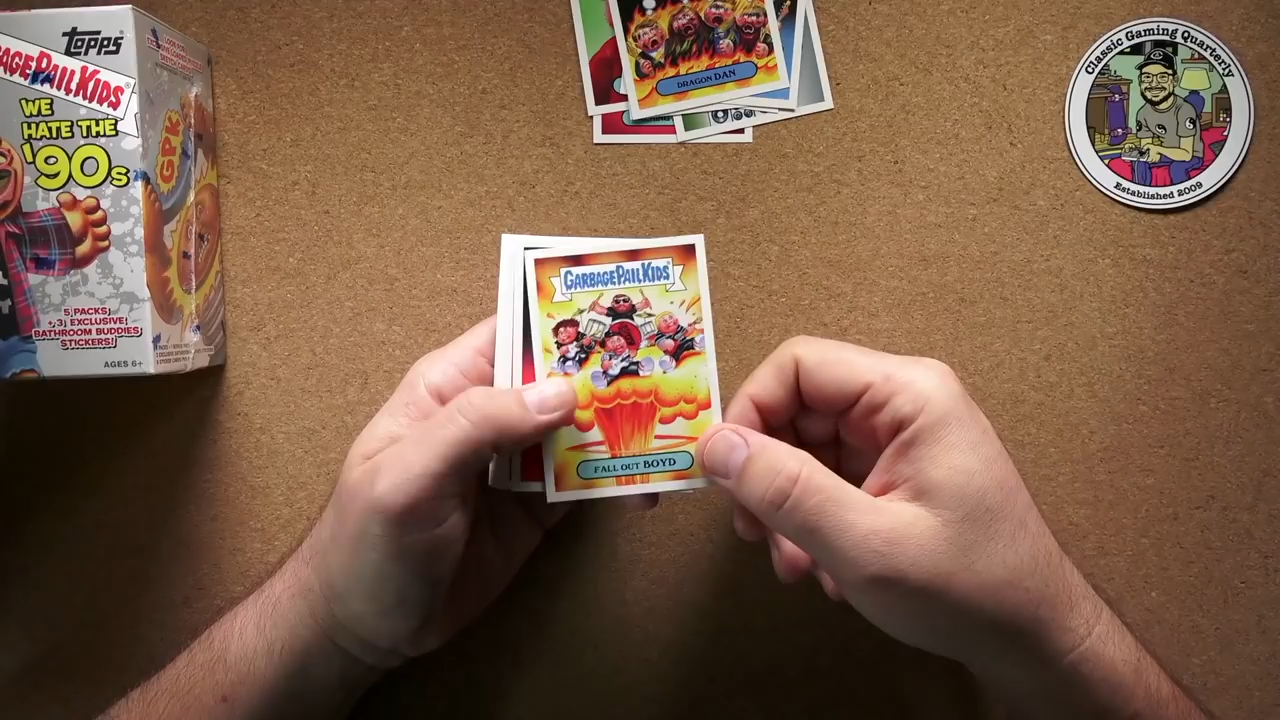 Topps
GARBAGE PAIL KIDS
WE
HATE THE
'90s
5 PACKS
+3 EXCLUSIVE
BATHROOM BUDDIES
STICKERS!
AGES 6+
GPK
DRAGON DAN
GARBAGE PAIL KIDS
FALL OUT BOYD
Classic Gaming Quarterly
Established 2009